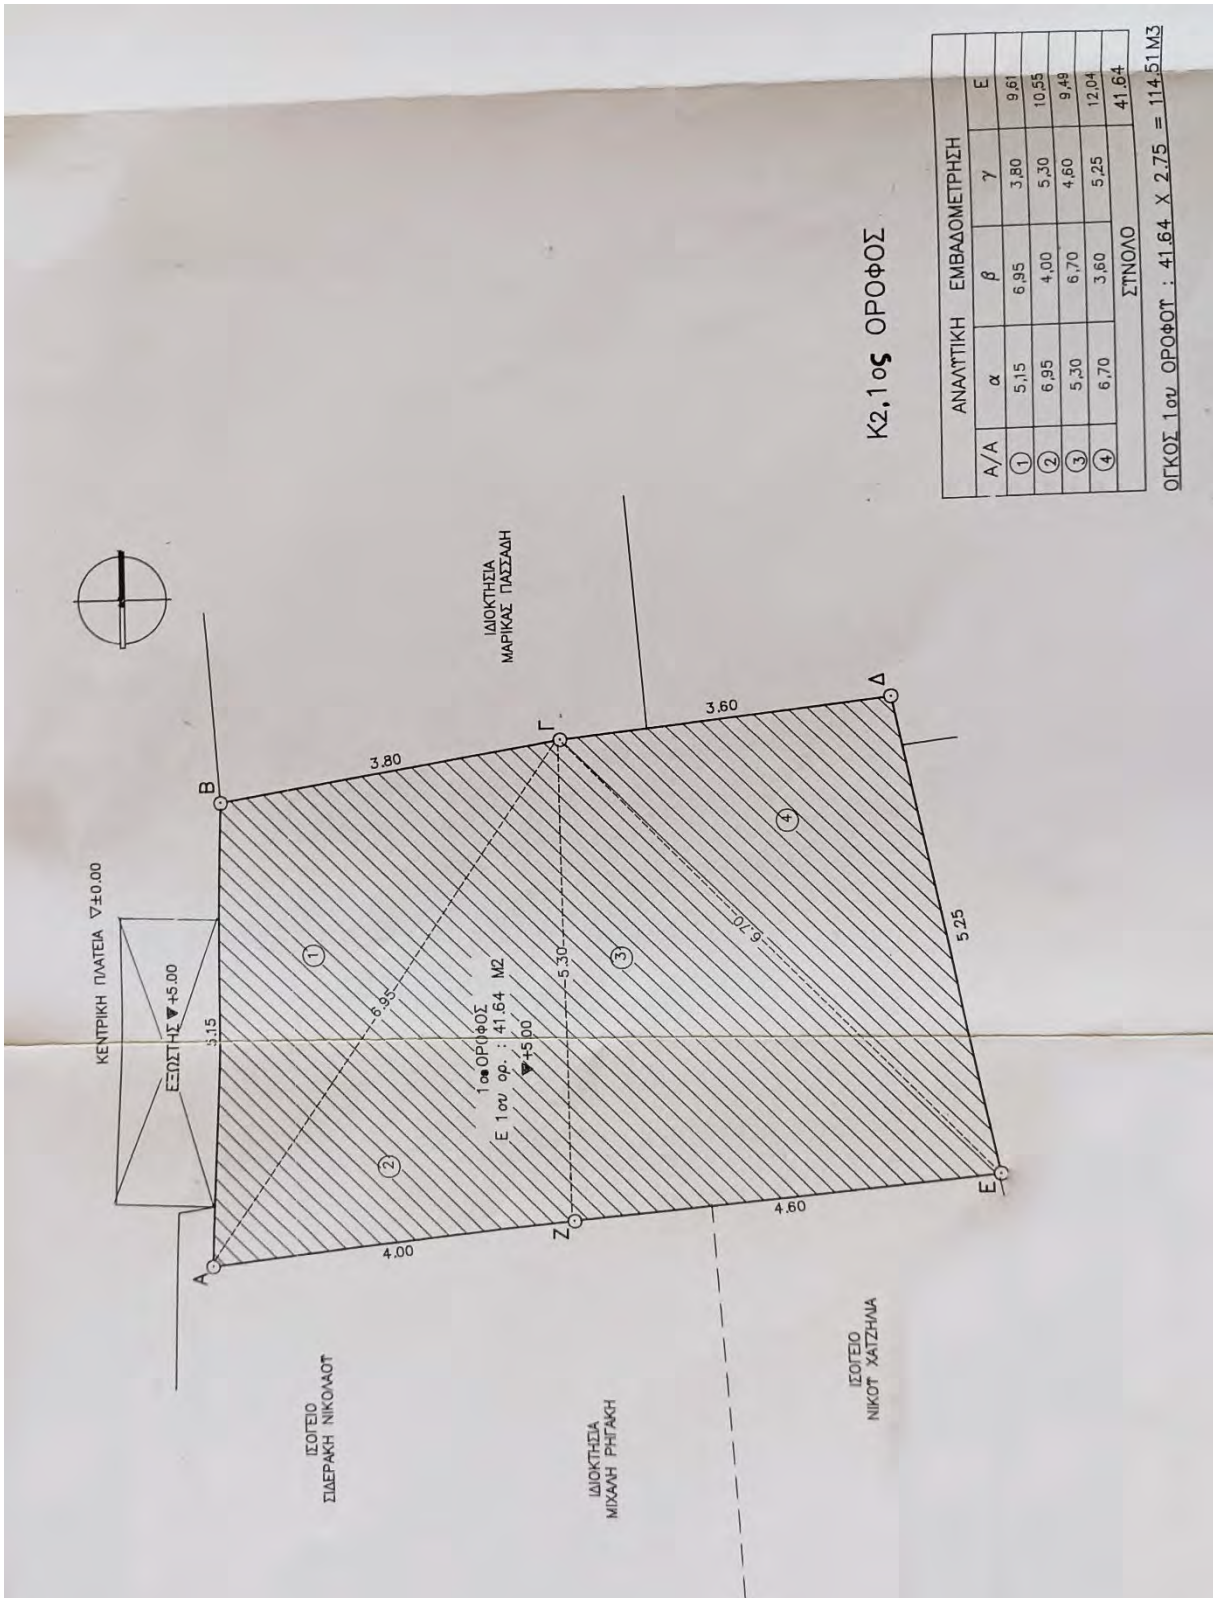 ΚΕΝΤΡΙΚΗ ΠΛΑΤΕΙΑ ▽±0.00
ΕΞΩΣΤΗΣ ▼+5.00
5.15
Α
Β
3.80
Γ
3.60
Δ
5.25
Ε
4.60
Ζ
4.00
1
6.95
2
1ος ΟΡΟΦΟΣ
Ε 1ου ορ. : 41.64 Μ2
▼+5.00
5.30
3
6.70
4
ΙΔΙΟΚΤΗΣΙΑ
ΜΑΡΙΚΑΣ ΠΑΣΣΑΔΗ
ΙΣΟΓΕΙΟ
ΣΙΔΕΡΑΚΗ ΝΙΚΟΛΑΟΥ
ΙΔΙΟΚΤΗΣΙΑ
ΜΙΧΑΛΗ ΡΗΓΑΚΗ
ΙΣΟΓΕΙΟ
ΝΙΚΟΥ ΧΑΤΖΗΛΙΑ
Κ2,1ος ΟΡΟΦΟΣ
ΑΝΑΛΥΤΙΚΗ ΕΜΒΑΔΟΜΕΤΡΗΣΗ
Α/Α α β γ Ε
1 5,15 6,95 3,80 9,61
2 6,95 4,00 5,30 10,55
3 5,30 6,70 4,60 9,49
4 6,70 3,60 5,25 12,04
ΣΥΝΟΛΟ 41.64
ΟΓΚΟΣ 1ου ΟΡΟΦΟΥ : 41.64 Χ 2.75 = 114.51Μ3